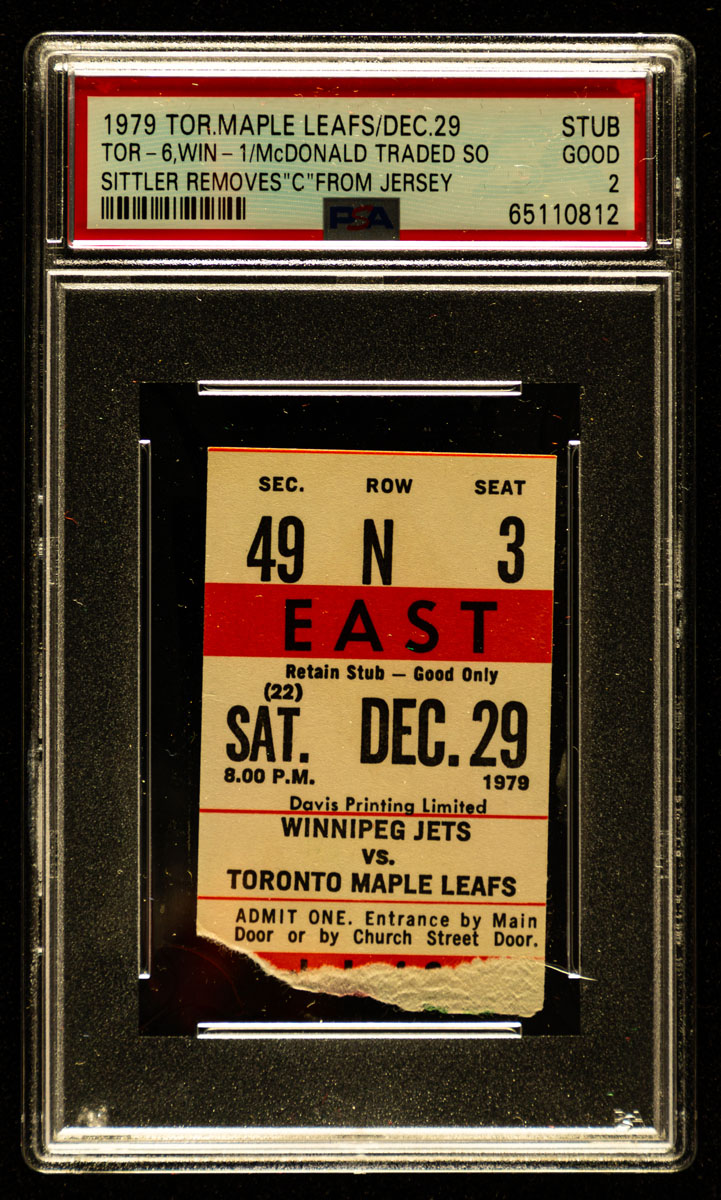 1979 TOR.MAPLE LEAFS/DEC.29 STUB
TOR-6,WIN-1/McDONALD TRADED SO GOOD
SITTLER REMOVES"C"FROM JERSEY 2
PSA 65110812
SEC. ROW SEAT
49 N 3
EAST
Retain Stub — Good Only
(22)
SAT. DEC. 29
8.00 P.M. 1979
Davis Printing Limited
WINNIPEG JETS
vs.
TORONTO MAPLE LEAFS
ADMIT ONE. Entrance by Main
Door or by Church Street Door.